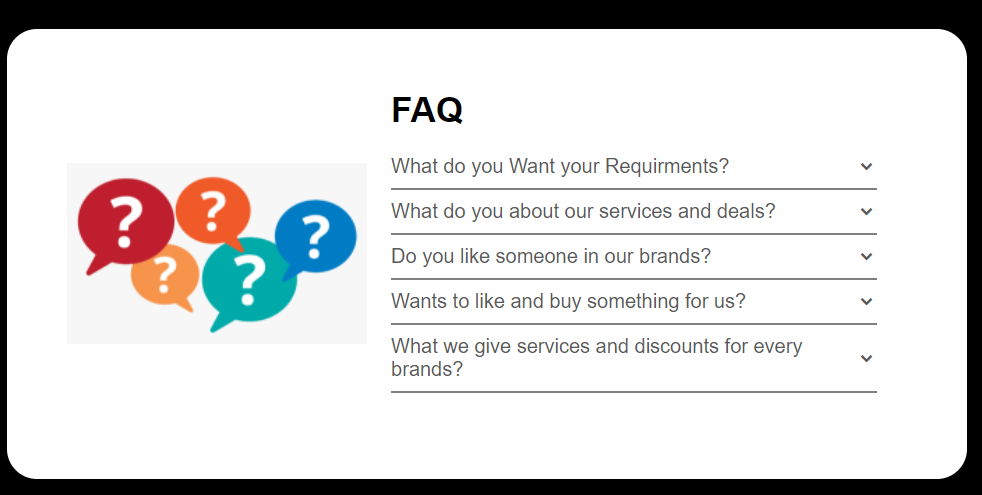 FAQ
What do you Want your Requirments?
What do you about our services and deals?
Do you like someone in our brands?
Wants to like and buy something for us?
What we give services and discounts for every
brands?
? ? ? ? ?